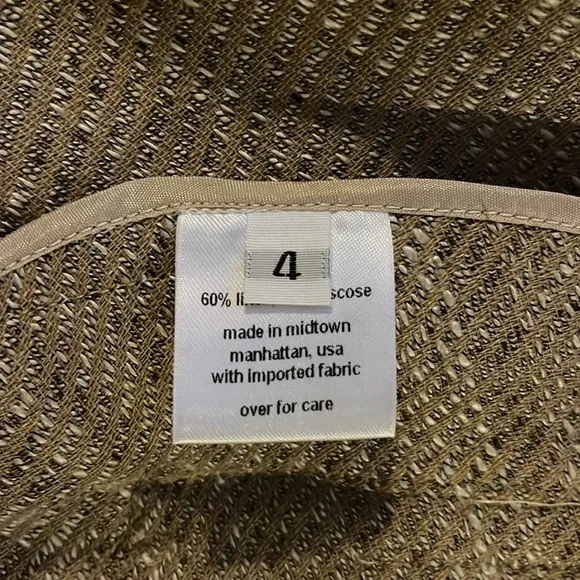 4
60%
made in midtown
manhattan, usa
with imported fabric
over for care